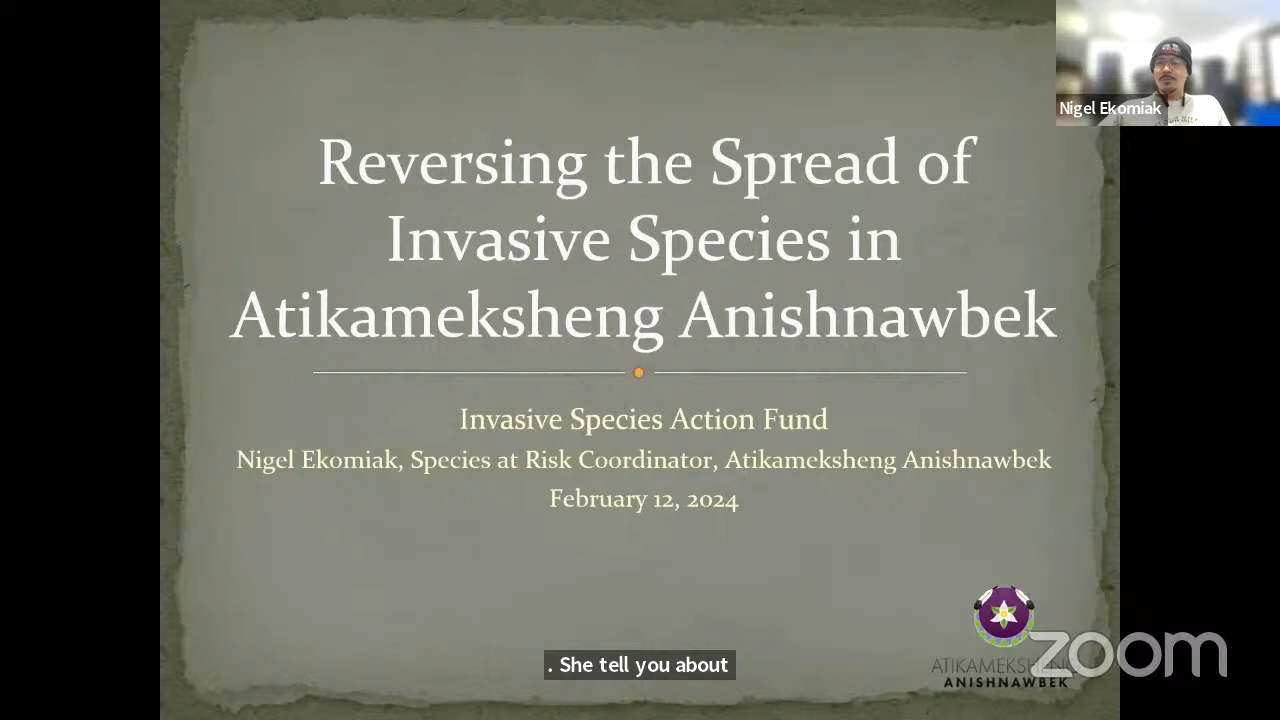 Nigel Ekomiak
Reversing the Spread of
Invasive Species in
Atikameksheng Anishnawbek
Invasive Species Action Fund
Nigel Ekomiak, Species at Risk Coordinator, Atikameksheng Anishnawbek
February 12, 2024
zoom
ATIKAMEKSHENG
ANISHNAWBEK
. She tell you about